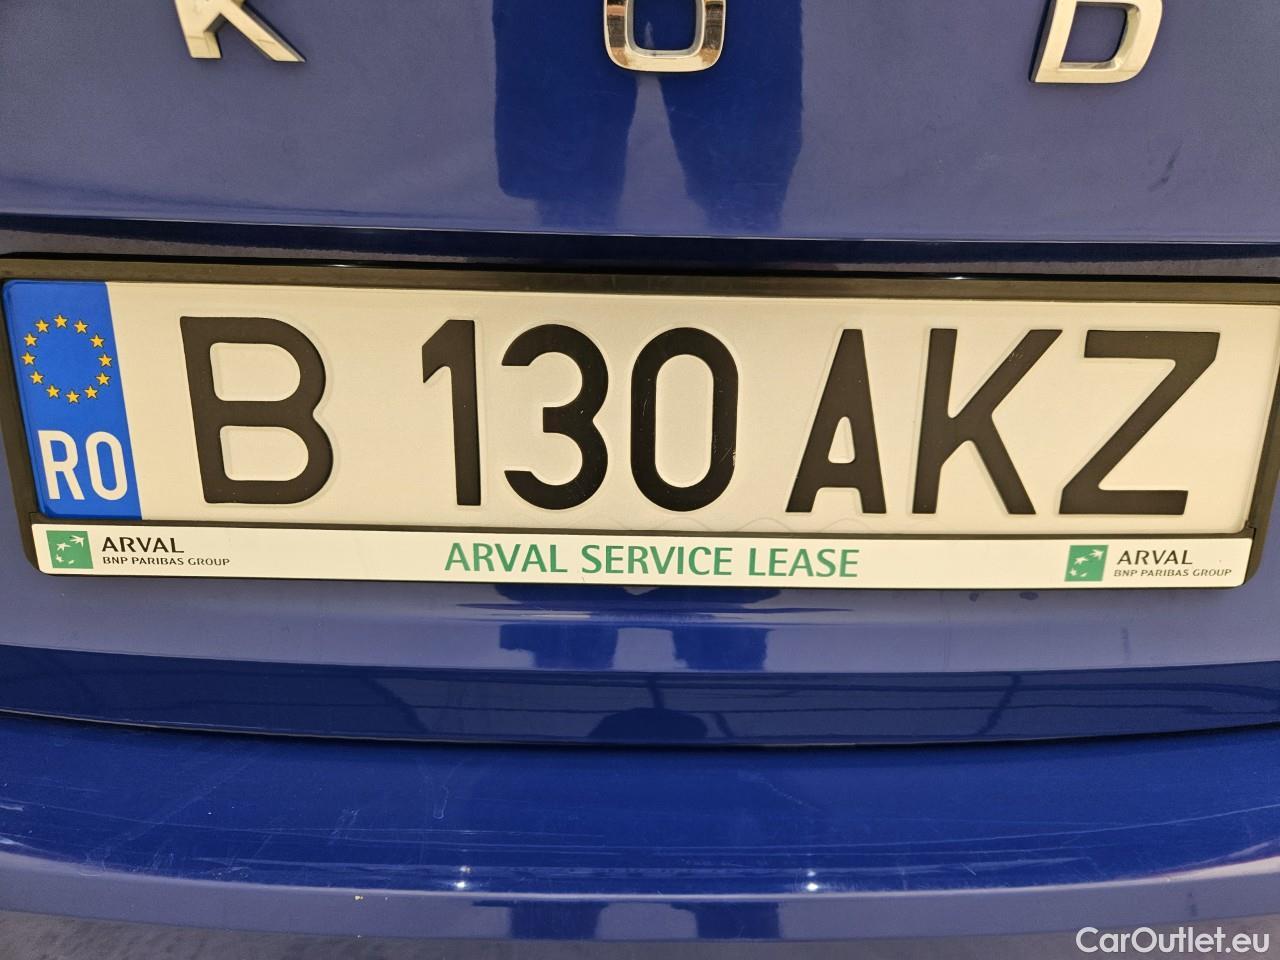 K O D
RO
B 130 AKZ
ARVAL
BNP PARIBAS GROUP
ARVAL SERVICE LEASE
ARVAL
BNP PARIBAS GROUP
CarOutlet.eu